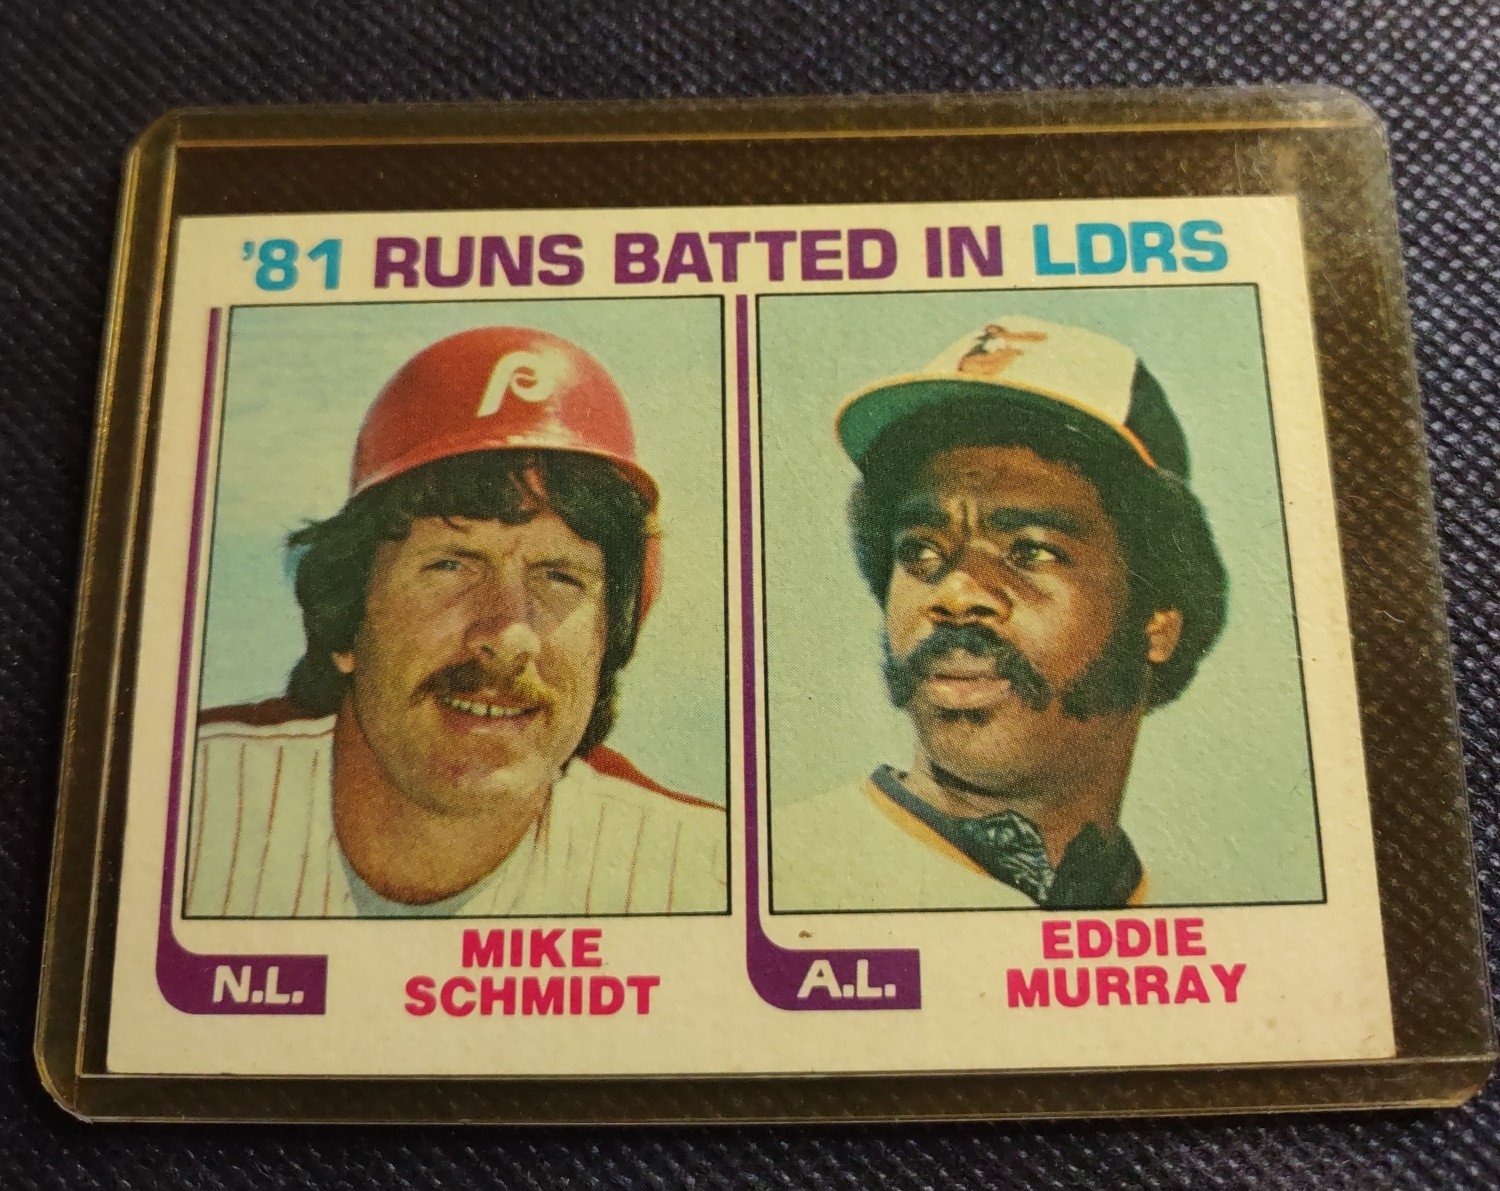 '81 RUNS BATTED IN LDRS
P
N.L.
MIKE
SCHMIDT
A.L.
EDDIE
MURRAY